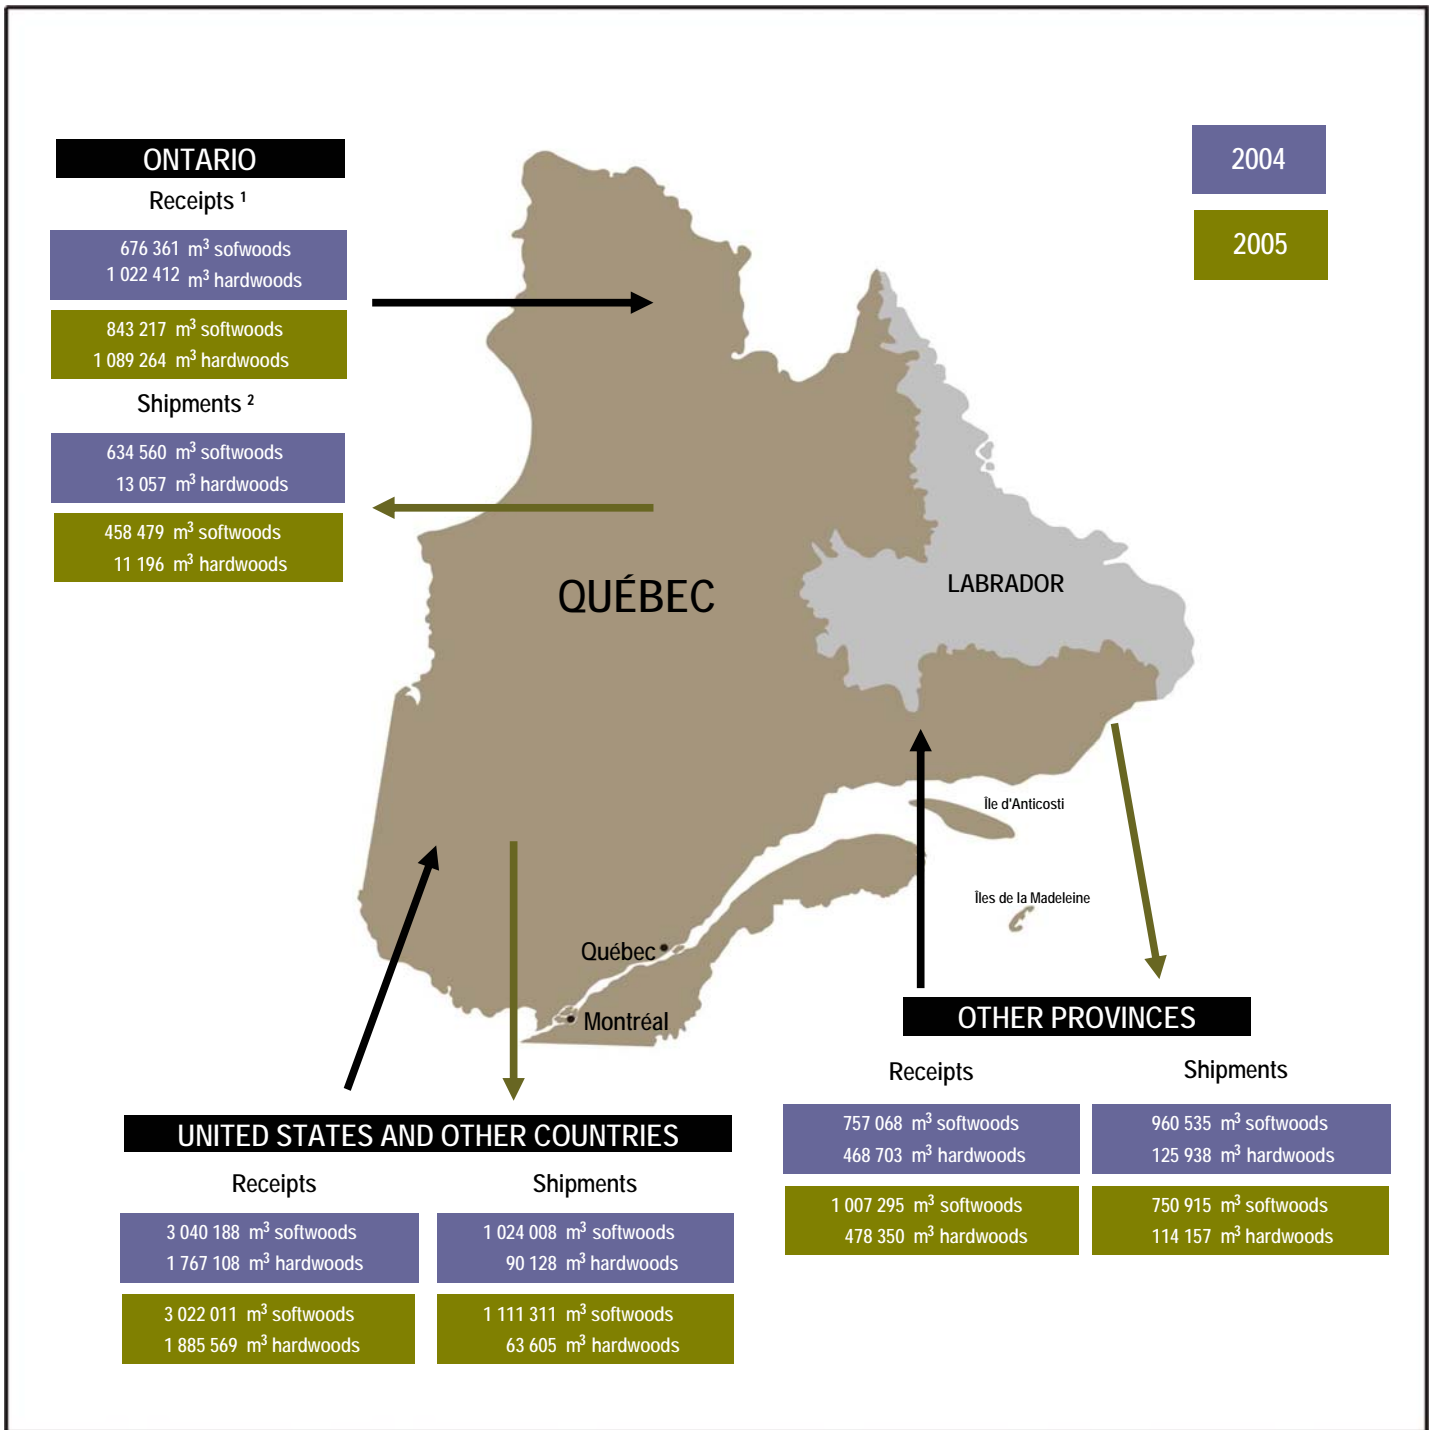 ONTARIO
Receipts ¹
676 361 m³ sofwoods
1 022 412 m³ hardwoods
843 217 m³ softwoods
1 089 264 m³ hardwoods
Shipments ²
634 560 m³ softwoods
13 057 m³ hardwoods
458 479 m³ softwoods
11 196 m³ hardwoods
2004
2005
QUÉBEC
LABRADOR
Île d'Anticosti
Îles de la Madeleine
Québec
Montréal
UNITED STATES AND OTHER COUNTRIES
Receipts
3 040 188 m³ softwoods
1 767 108 m³ hardwoods
3 022 011 m³ softwoods
1 885 569 m³ hardwoods
Shipments
1 024 008 m³ softwoods
90 128 m³ hardwoods
1 111 311 m³ softwoods
63 605 m³ hardwoods
OTHER PROVINCES
Receipts
757 068 m³ softwoods
468 703 m³ hardwoods
1 007 295 m³ softwoods
478 350 m³ hardwoods
Shipments
960 535 m³ softwoods
125 938 m³ hardwoods
750 915 m³ softwoods
114 157 m³ hardwoods